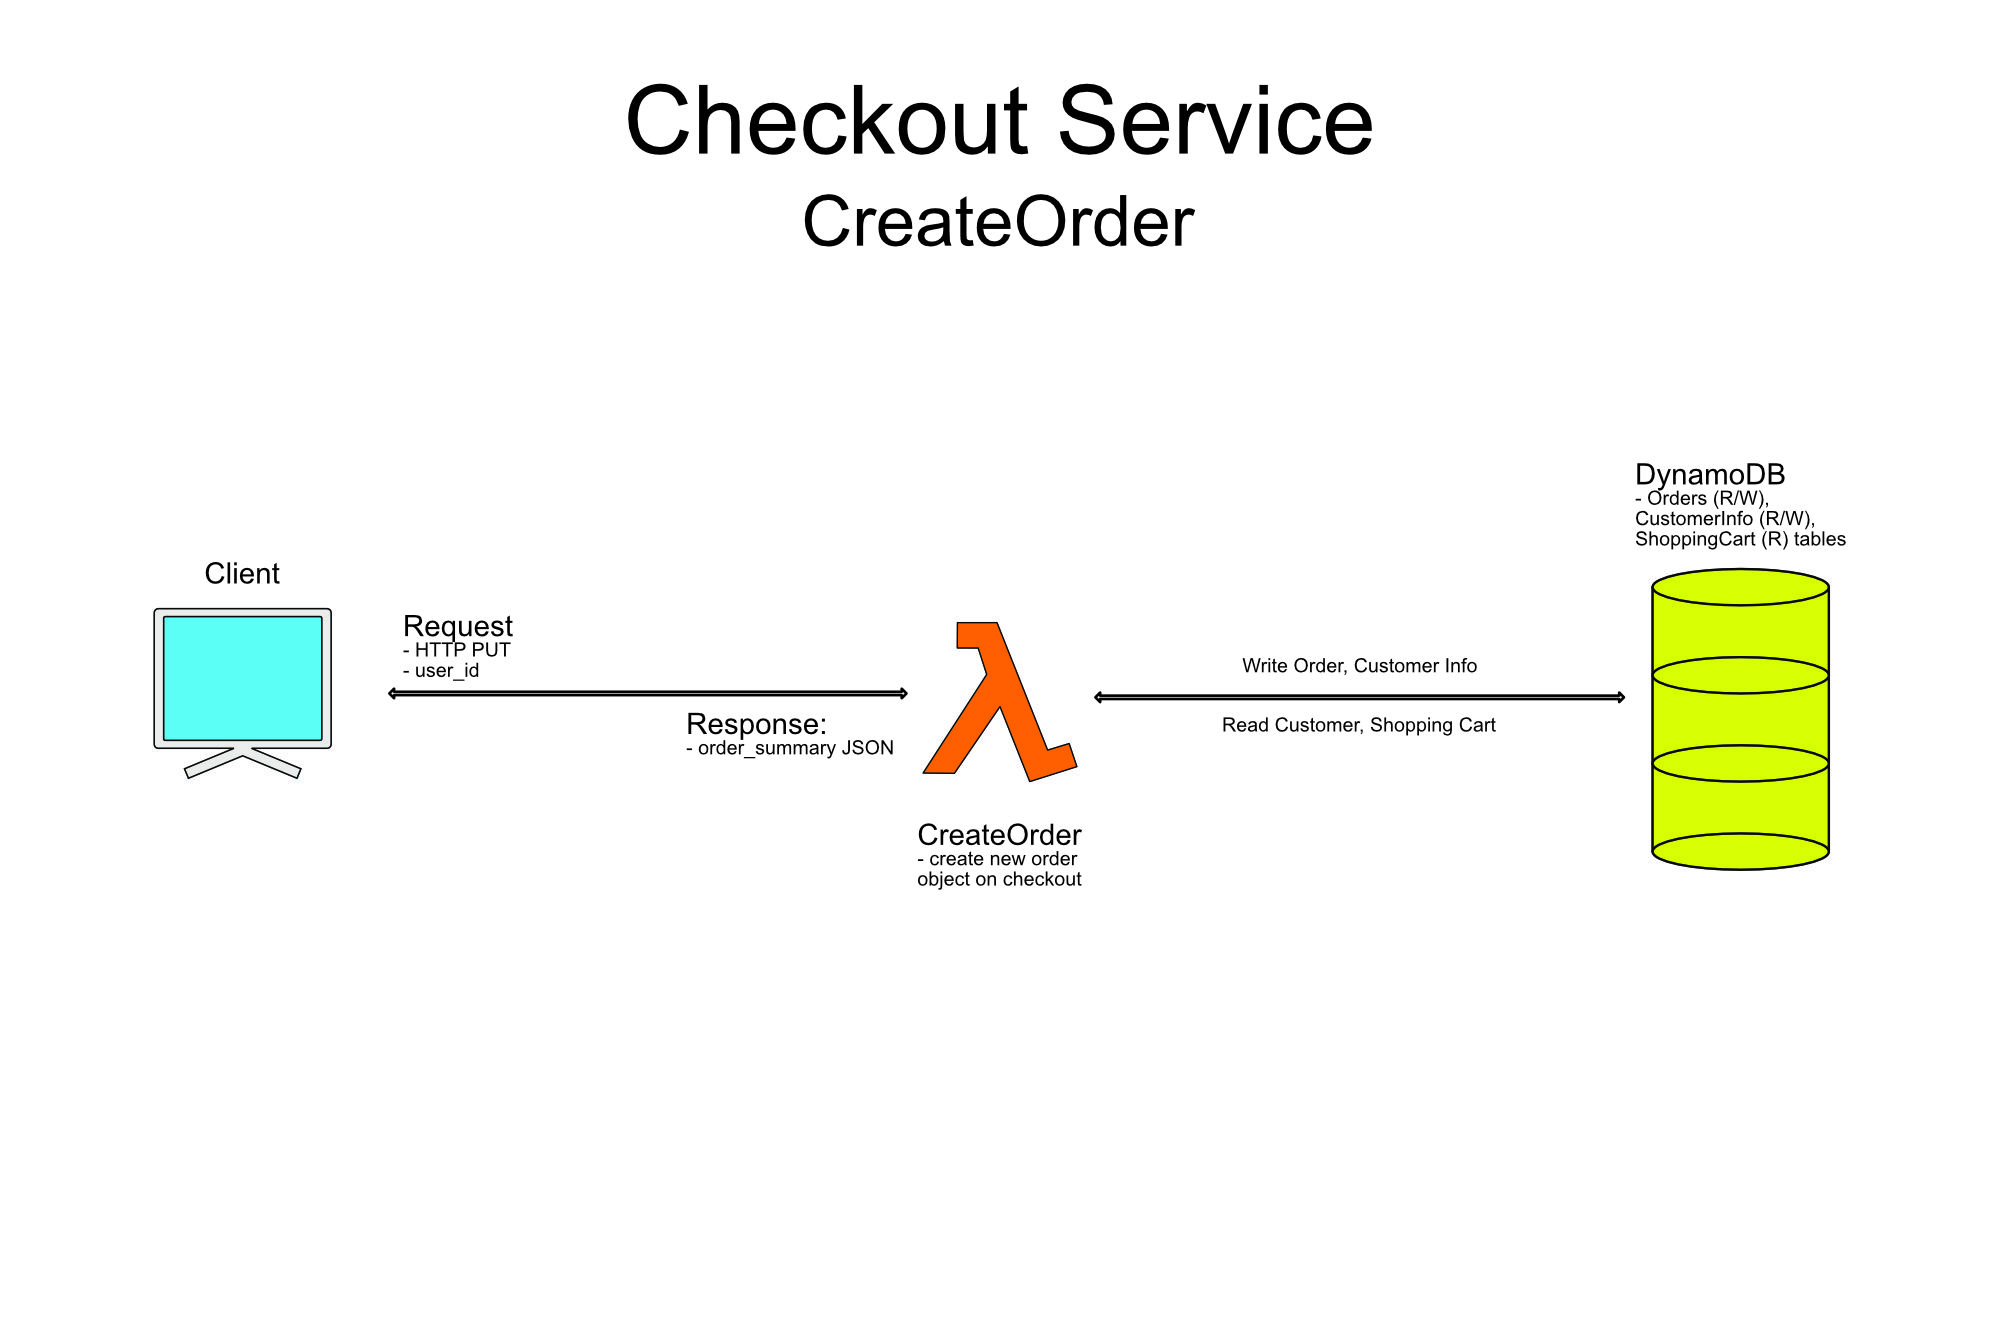 Checkout Service
CreateOrder
DynamoDB
- Orders (R/W),
CustomerInfo (R/W),
ShoppingCart (R) tables
Client
Request
- HTTP PUT
- user_id
Response:
- order_summary JSON
Write Order, Customer Info
Read Customer, Shopping Cart
CreateOrder
- create new order
object on checkout